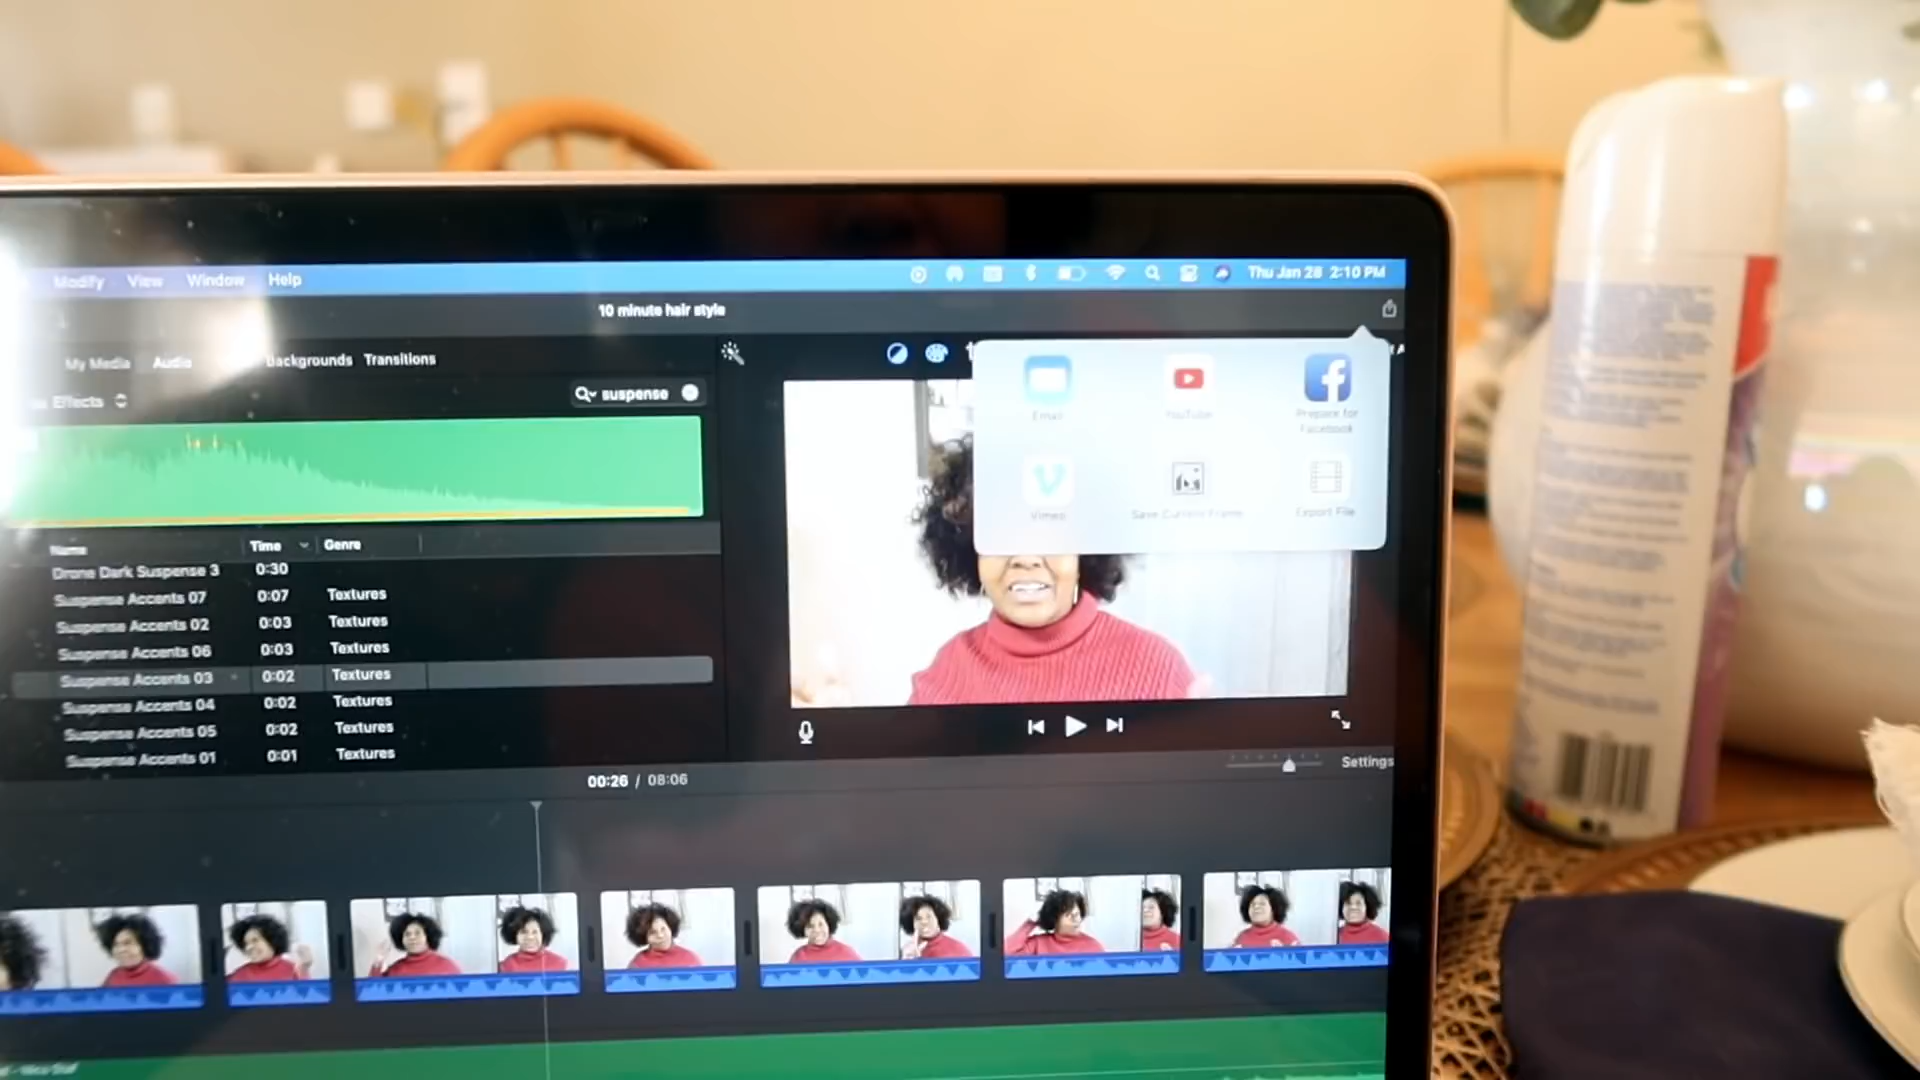 Modify View Window Help
Thu Jan 28 2:10 PM
10 minute hair style
My Media Audio Backgrounds Transitions
Effects
suspense
Email YouTube Prepare for
Facebook
Vimeo Save Current Frame Export File
Name Time Genre
Drone Dark Suspense 3 0:30
Suspense Accents 07 0:07 Textures
Suspense Accents 02 0:03 Textures
Suspense Accents 06 0:03 Textures
Suspense Accents 03 0:02 Textures
Suspense Accents 04 0:02 Textures
Suspense Accents 05 0:02 Textures
Suspense Accents 01 0:01 Textures
00:26 / 08:06
Settings